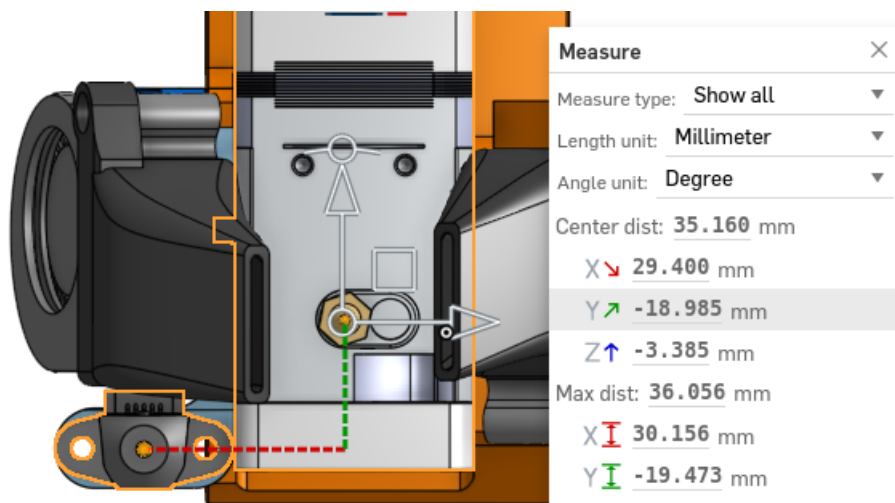 Measure
Measure type: Show all
Length unit: Millimeter
Angle unit: Degree
Center dist: 35.160 mm
X 29.400 mm
Y -18.985 mm
Z -3.385 mm
Max dist: 36.056 mm
X 30.156 mm
Y -19.473 mm